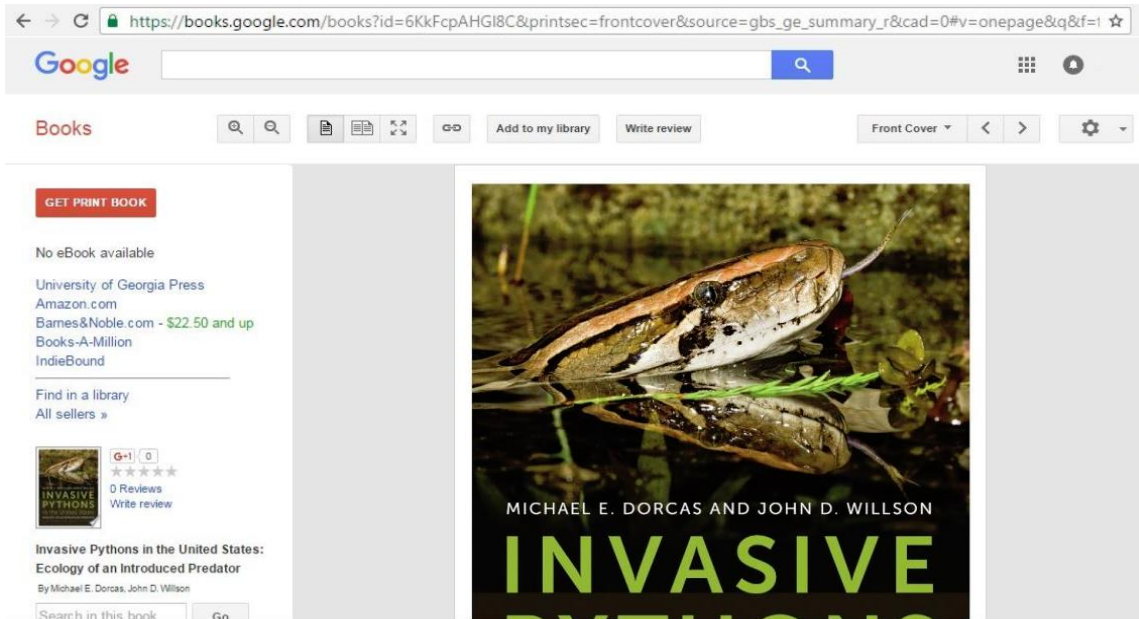 https://books.google.com/books?id=6KkFcpAHGI8C&printsec=frontcover&source=gbs_ge_summary_r&cad=0#v=onepage&q&f=
Google
Books
Add to my library
Write review
Front Cover
GET PRINT BOOK
No eBook available
University of Georgia Press
Amazon.com
Barnes&Noble.com - $22.50 and up
Books-A-Million
IndieBound
Find in a library
All sellers »
G+1 0
0 Reviews
Write review
INVASIVE
PYTHONS
Invasive Pythons in the United States:
Ecology of an Introduced Predator
By Michael E. Dorcas, John D. Willson
Search in this book
Go
MICHAEL E. DORCAS AND JOHN D. WILLSON
INVASIVE
PYTHONS